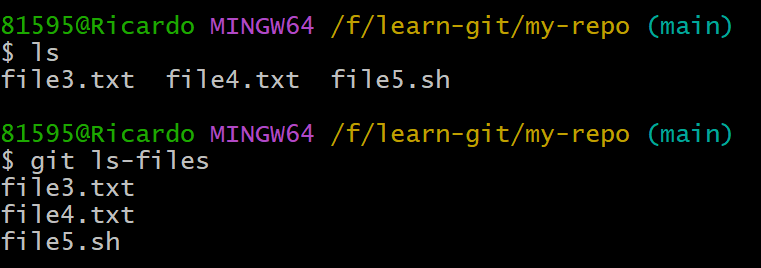 81595@Ricardo MINGW64 /f/learn-git/my-repo (main)
$ ls
file3.txt  file4.txt  file5.sh
81595@Ricardo MINGW64 /f/learn-git/my-repo (main)
$ git ls-files
file3.txt
file4.txt
file5.sh